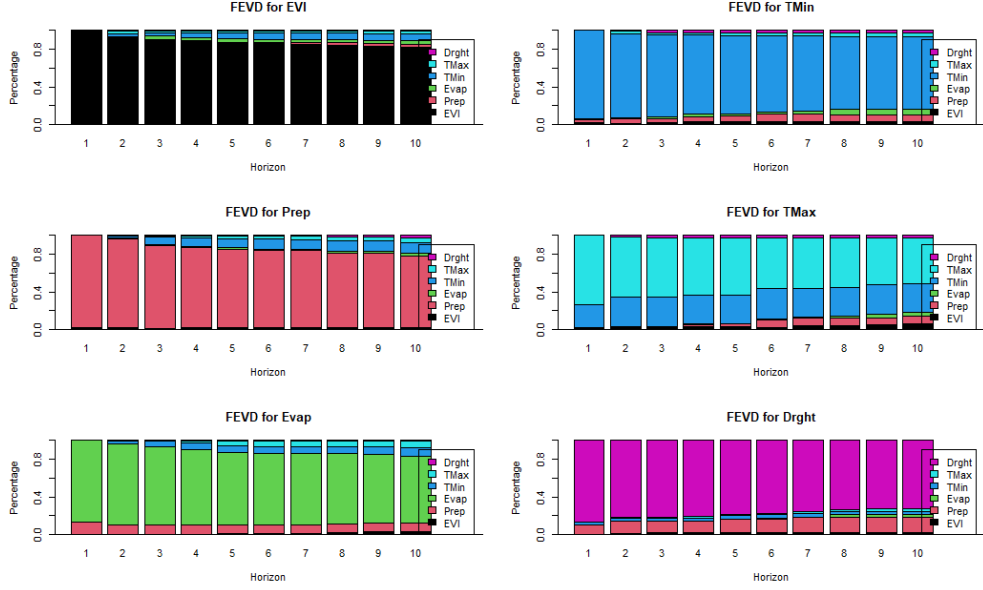 FEVD for EVI
Percentage
0.0 0.4 0.8
Drght
TMax
TMin
Evap
Prep
EVI
1 2 3 4 5 6 7 8 9 10
Horizon
FEVD for TMin
Percentage
0.0 0.4 0.8
Drght
TMax
TMin
Evap
Prep
EVI
1 2 3 4 5 6 7 8 9 10
Horizon
FEVD for Prep
Percentage
0.0 0.4 0.8
Drght
TMax
TMin
Evap
Prep
EVI
1 2 3 4 5 6 7 8 9 10
Horizon
FEVD for TMax
Percentage
0.0 0.4 0.8
Drght
TMax
TMin
Evap
Prep
EVI
1 2 3 4 5 6 7 8 9 10
Horizon
FEVD for Evap
Percentage
0.0 0.4 0.8
Drght
TMax
TMin
Evap
Prep
EVI
1 2 3 4 5 6 7 8 9 10
Horizon
FEVD for Drght
Percentage
0.0 0.4 0.8
Drght
TMax
TMin
Evap
Prep
EVI
1 2 3 4 5 6 7 8 9 10
Horizon